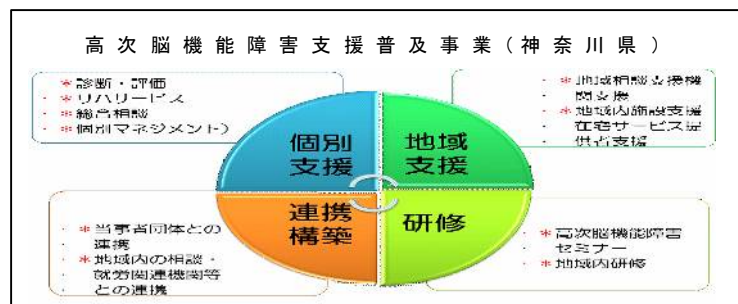 高次脳機能障害支援普及事業(神奈川県)
*診断・評価
*リハサービス
*総合相談
*個別マネジメント)
*地域相談支援機
関支援
*地域内施設支援
在宅サービス提
供者支援
個別
支援
地域
支援
連携
構築
研修
*当事者団体との
連携
*地域内の相談・
就労関連機関等
との連携
*高次脳機能障害
セミナー
*地域内研修